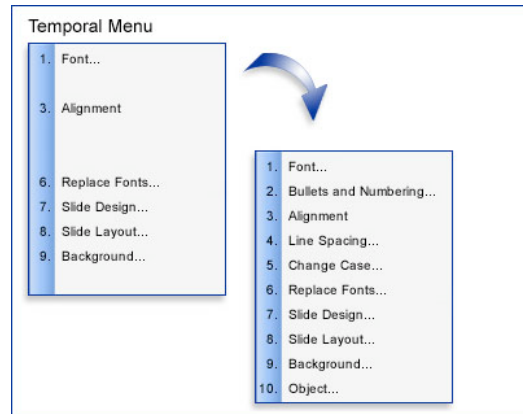 Temporal Menu
1. Font...
3. Alignment
6. Replace Fonts...
7. Slide Design...
8. Slide Layout...
9. Background...
1. Font...
2. Bullets and Numbering...
3. Alignment
4. Line Spacing...
5. Change Case...
6. Replace Fonts...
7. Slide Design...
8. Slide Layout...
9. Background...
10. Object...